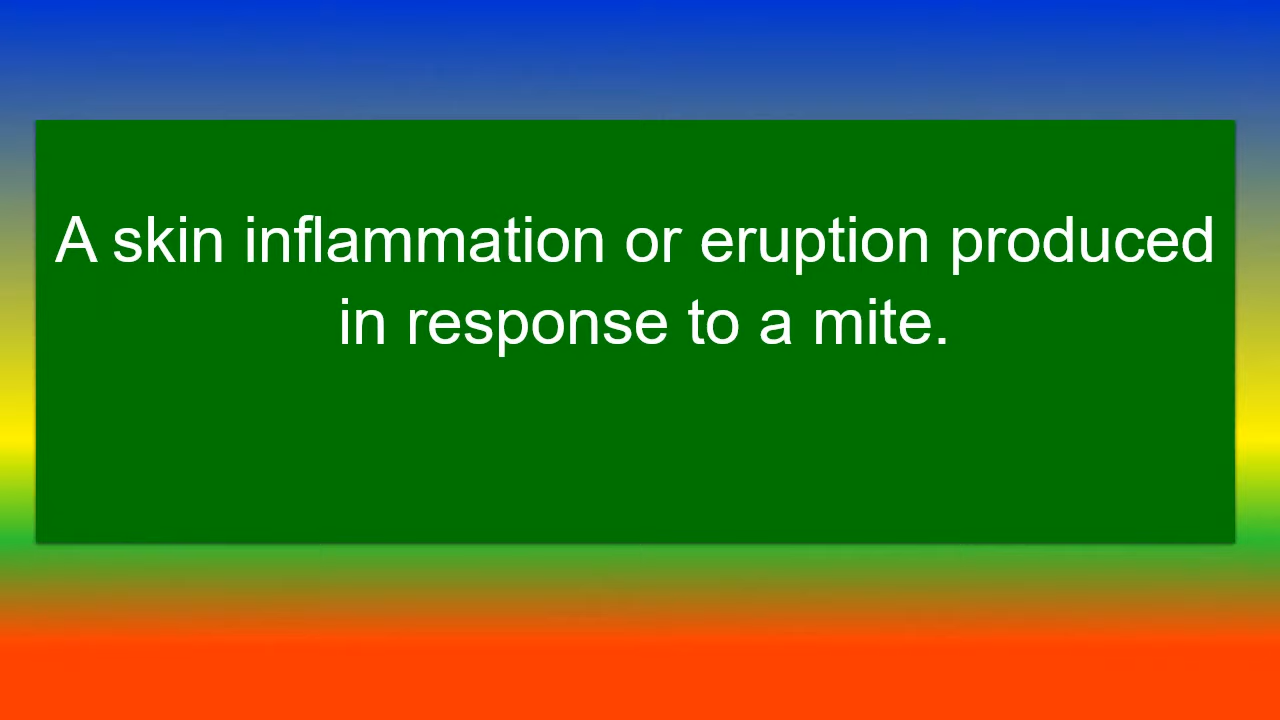 A skin inflammation or eruption produced
in response to a mite.